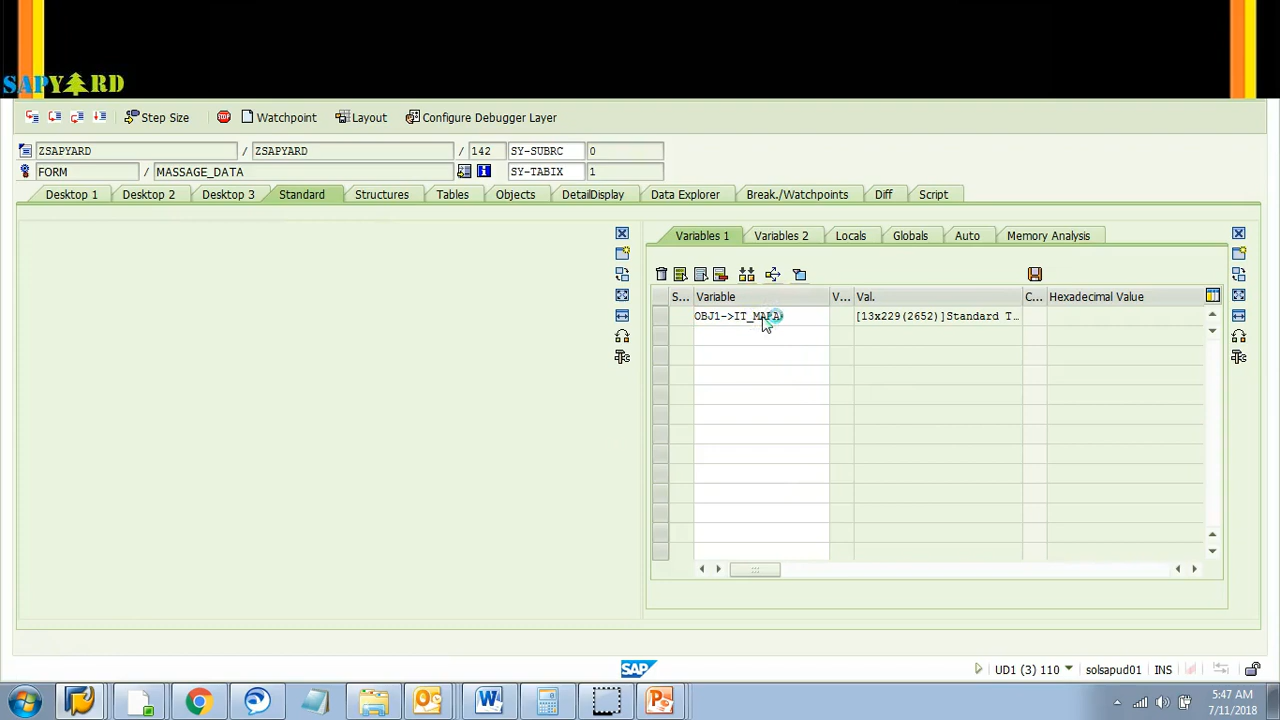 SAPYARD
Step Size Watchpoint Layout Configure Debugger Layer
ZSAPYARD / ZSAPYARD / 142 SY-SUBRC 0
FORM / MASSAGE_DATA SY-TABIX 1
Desktop 1 Desktop 2 Desktop 3 Standard Structures Tables Objects DetailDisplay Data Explorer Break./Watchpoints Diff Script
Variables 1 Variables 2 Locals Globals Auto Memory Analysis
S... Variable V... Val. C... Hexadecimal Value
[13x229(2652)]Standard T...
SAP
UD1 (3) 110 solsapud01 INS
5:47 AM
7/11/2018